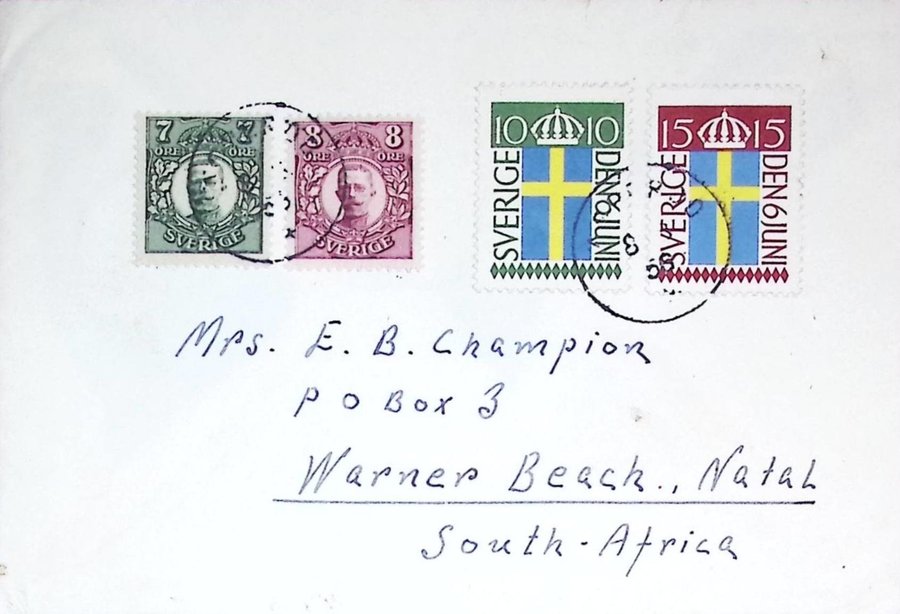 7 7
ÖRE ÖRE
SVERIGE
8 8
ÖRE ÖRE
SVERIGE
10 10
SVERIGE
DEN 6 JUNI
15 15
SVERIGE
DEN 6 JUNI
Mrs. E. B. Champion
P O Box 3
Warner Beach., Natal
South-Africa